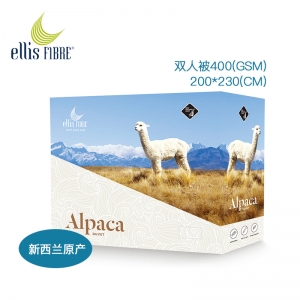 ellis FIBRE®
双人被400(GSM)
200*230(CM)
ellis FIBRE
Alpaca
Alpaca
新西兰原产